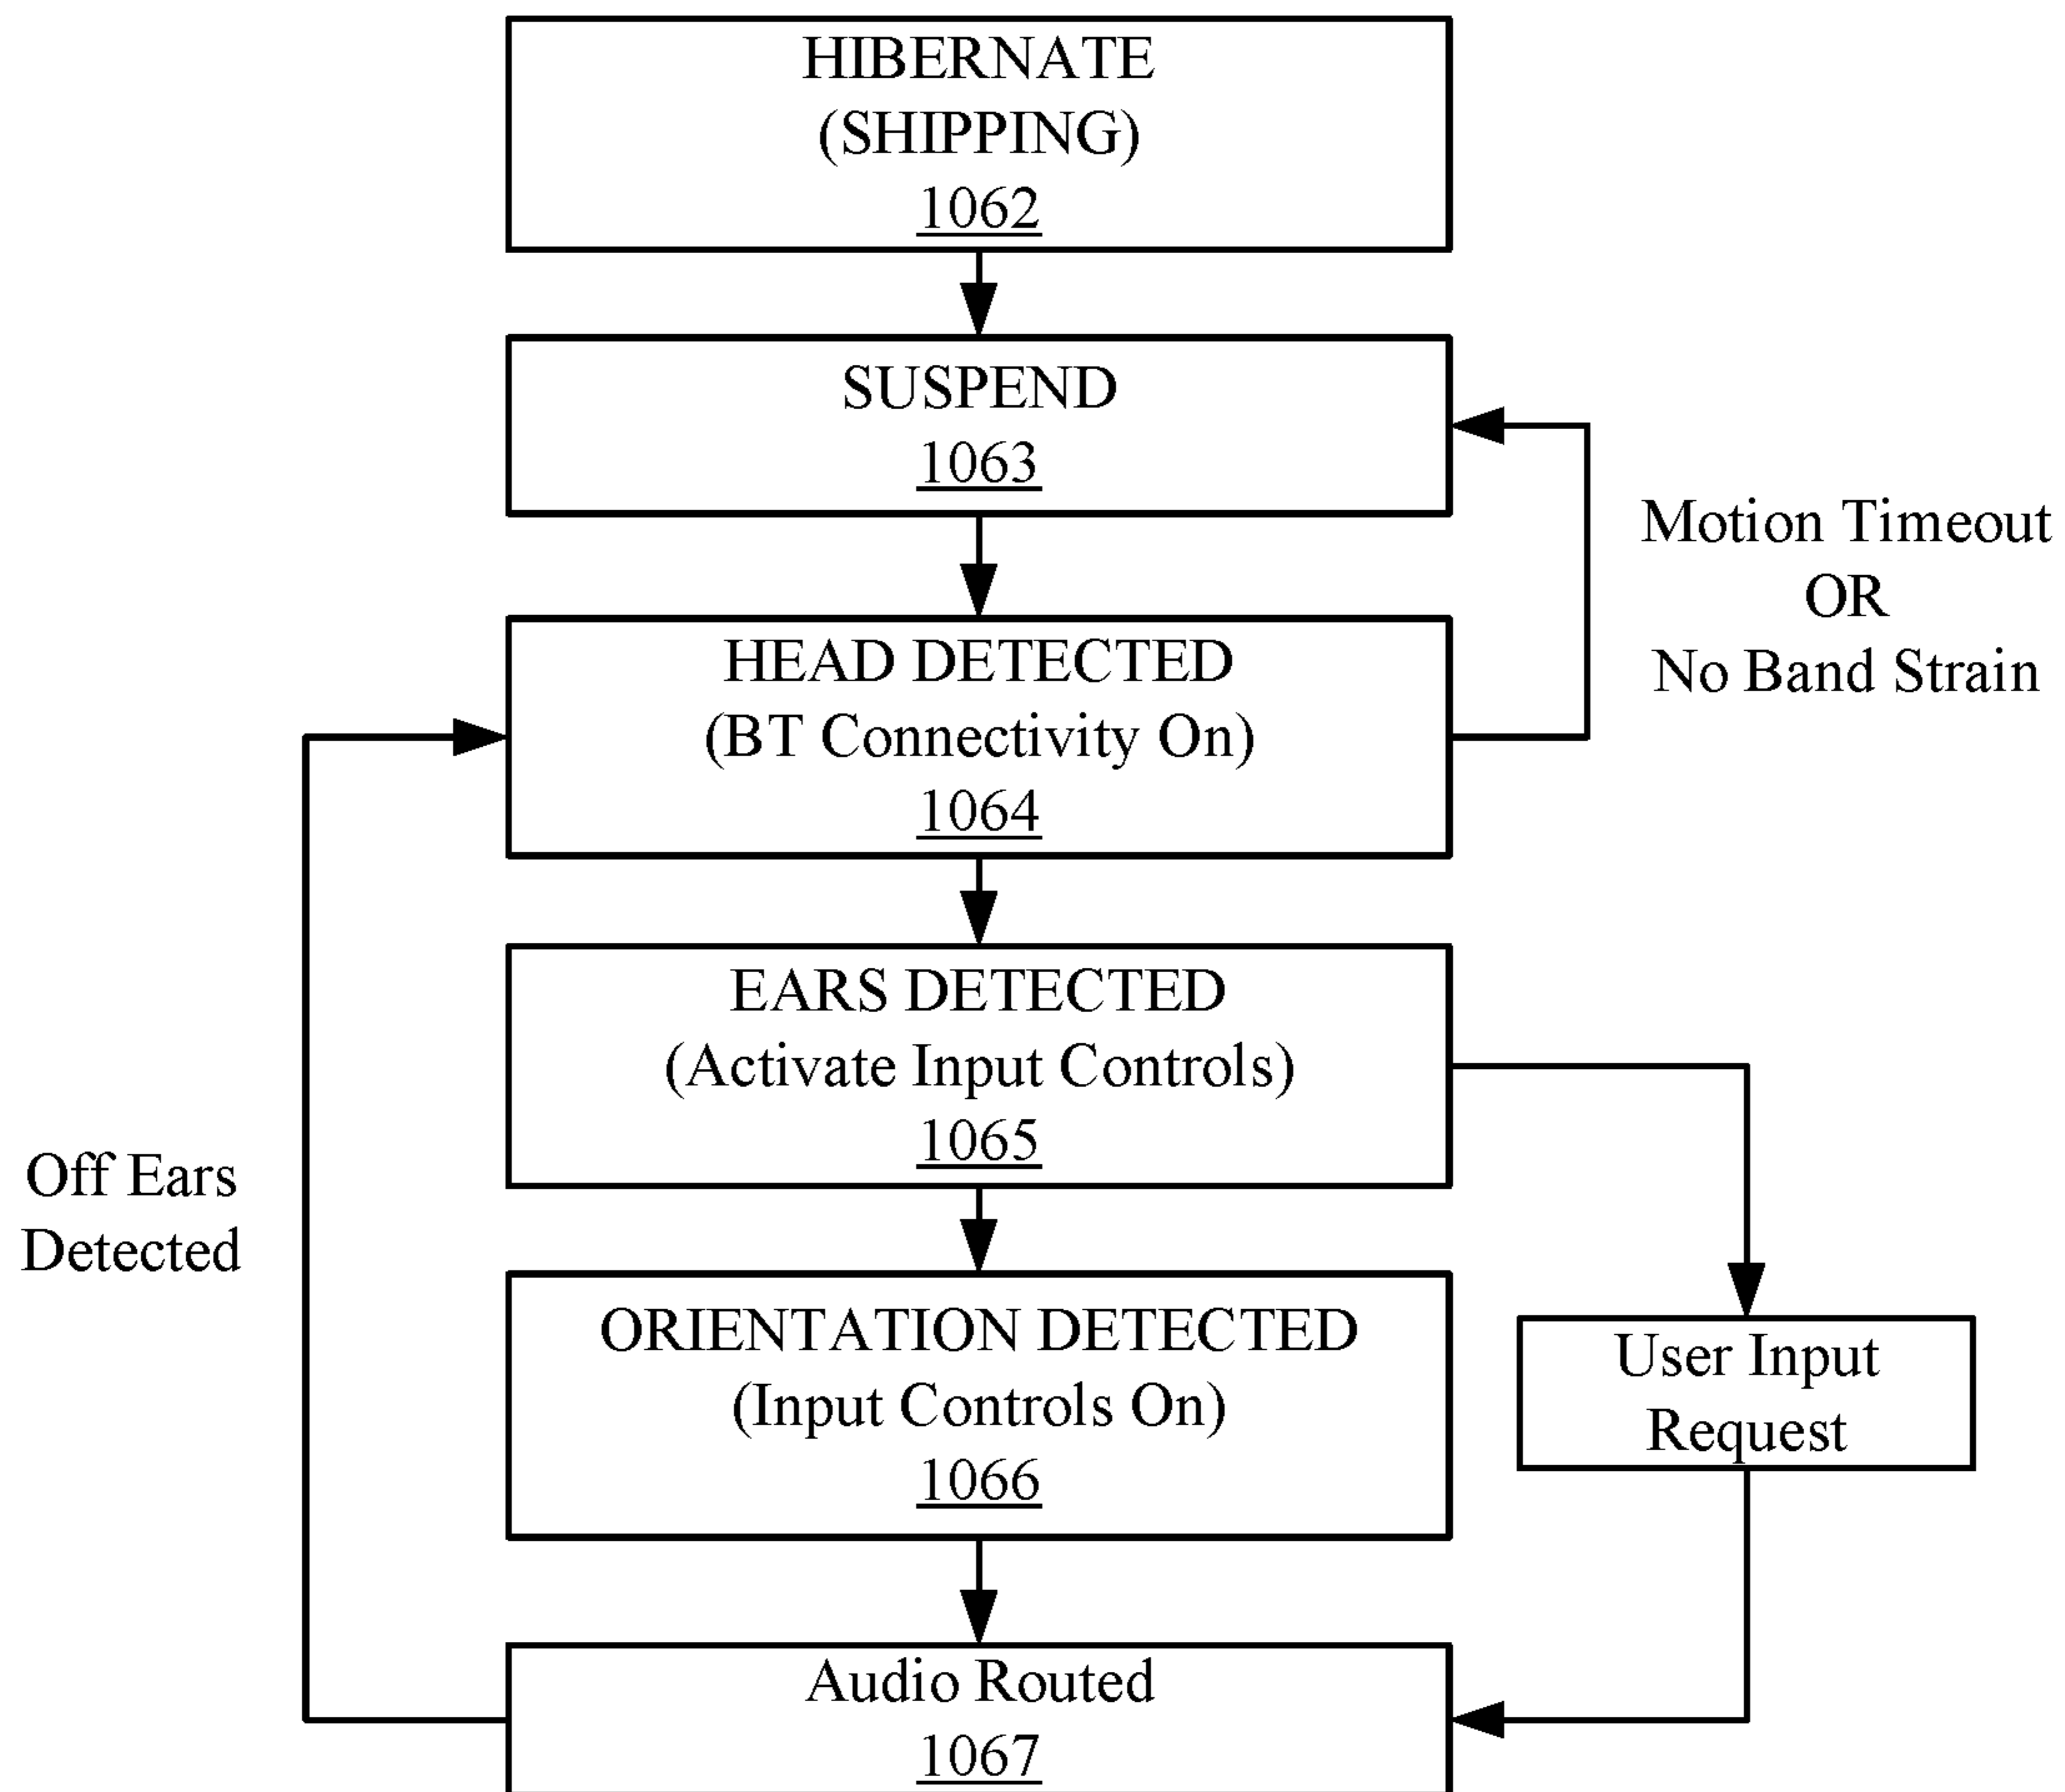 HIBERNATE
(SHIPPING)
1062
SUSPEND
1063
Motion Timeout
OR
No Band Strain
HEAD DETECTED
(BT Connectivity On)
1064
EARS DETECTED
(Activate Input Controls)
1065
Off Ears
Detected
ORIENTATION DETECTED
(Input Controls On)
1066
User Input
Request
Audio Routed
1067